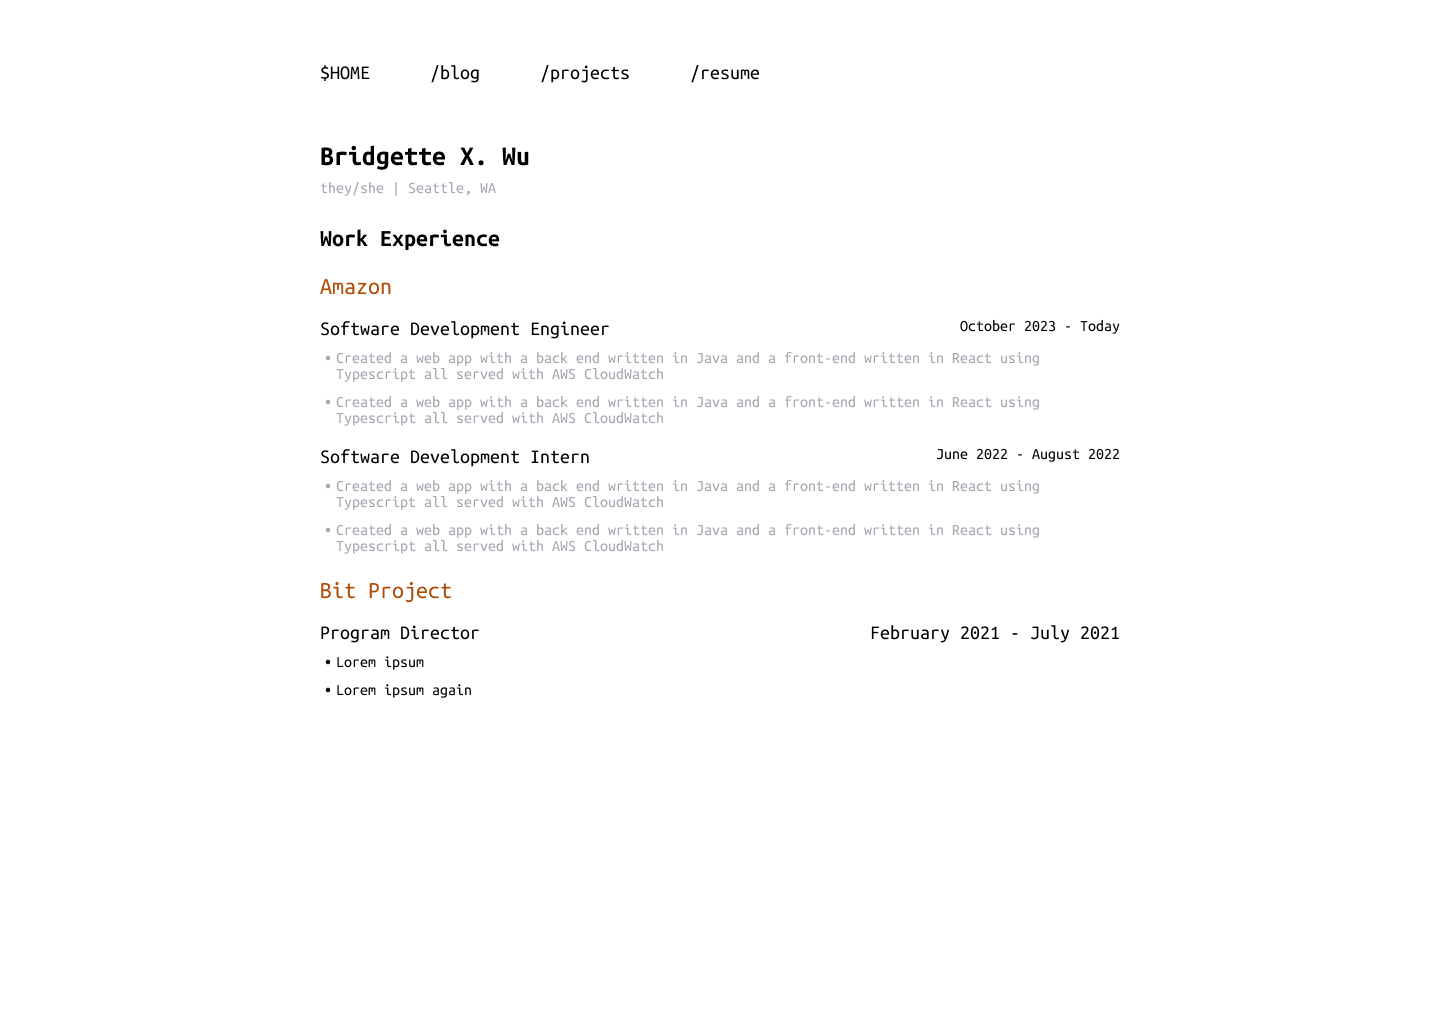 $HOME /blog /projects /resume
Bridgette X. Wu
they/she | Seattle, WA
Work Experience
Amazon
Software Development Engineer October 2023 - Today
• Created a web app with a back end written in Java and a front-end written in React using
Typescript all served with AWS CloudWatch
• Created a web app with a back end written in Java and a front-end written in React using
Typescript all served with AWS CloudWatch
Software Development Intern June 2022 - August 2022
• Created a web app with a back end written in Java and a front-end written in React using
Typescript all served with AWS CloudWatch
• Created a web app with a back end written in Java and a front-end written in React using
Typescript all served with AWS CloudWatch
Bit Project
Program Director February 2021 - July 2021
• Lorem ipsum
• Lorem ipsum again